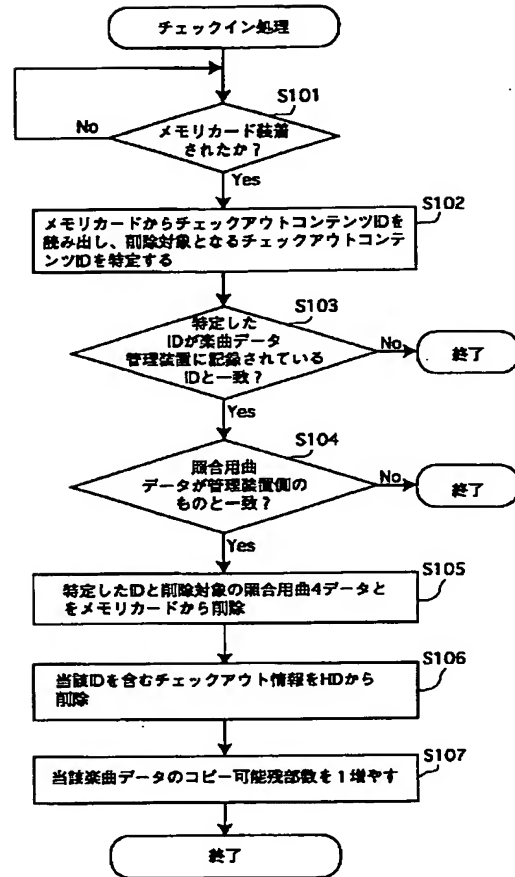 チェックイン処理
S101
No
メモリカード装着
されたか？
Yes
S102
メモリカードからチェックアウトコンテンツIDを
読み出し、削除対象となるチェックアウトコンテ
ンツIDを特定する
S103
特定した
IDが楽曲データ
管理装置に記録されている
IDと一致？
No
終了
Yes
S104
照合用曲
データが管理装置側の
ものと一致？
No
終了
Yes
S105
特定したIDと削除対象の照合用曲4データと
をメモリカードから削除
S106
当該IDを含むチェックアウト情報をHDから
削除
S107
当該楽曲データのコピー可能残部数を1増やす
終了